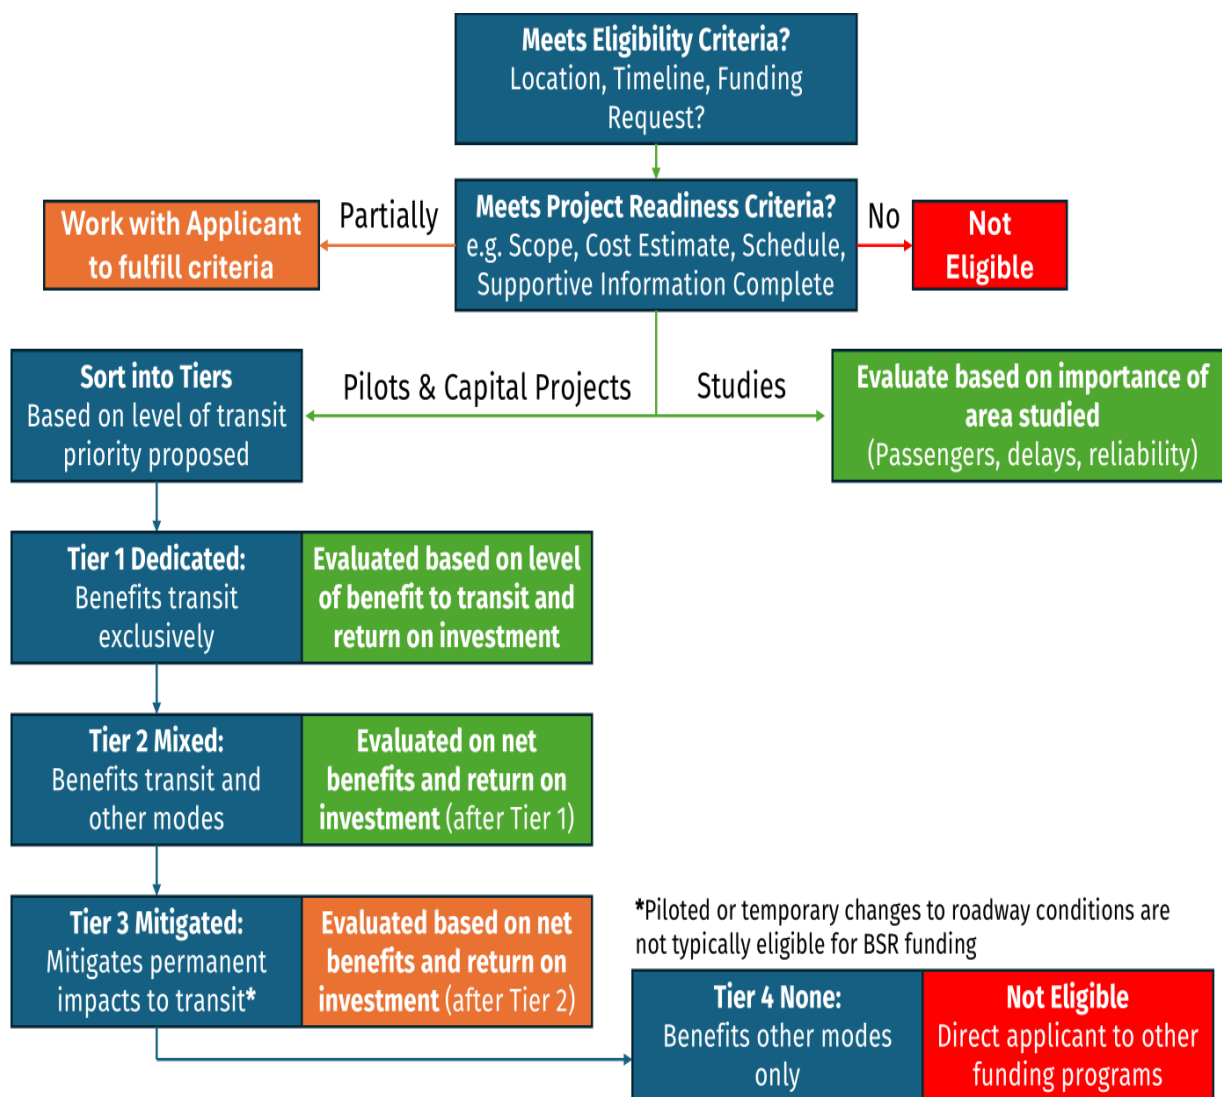 Meets Eligibility Criteria?
Location, Timeline, Funding
Request?
Partially
Work with Applicant
to fulfill criteria
Meets Project Readiness Criteria?
e.g. Scope, Cost Estimate, Schedule,
Supportive Information Complete
No
Not
Eligible
Sort into Tiers
Based on level of transit
priority proposed
Pilots & Capital Projects
Studies
Evaluate based on importance of
area studied
(Passengers, delays, reliability)
Tier 1 Dedicated:
Benefits transit
exclusively
Evaluated based on level
of benefit to transit and
return on investment
Tier 2 Mixed:
Benefits transit and
other modes
Evaluated on net
benefits and return on
investment (after Tier 1)
Tier 3 Mitigated:
Mitigates permanent
impacts to transit*
Evaluated based on net
benefits and return on
investment (after Tier 2)
*Piloted or temporary changes to roadway conditions are
not typically eligible for BSR funding
Tier 4 None:
Benefits other modes
only
Not Eligible
Direct applicant to other
funding programs